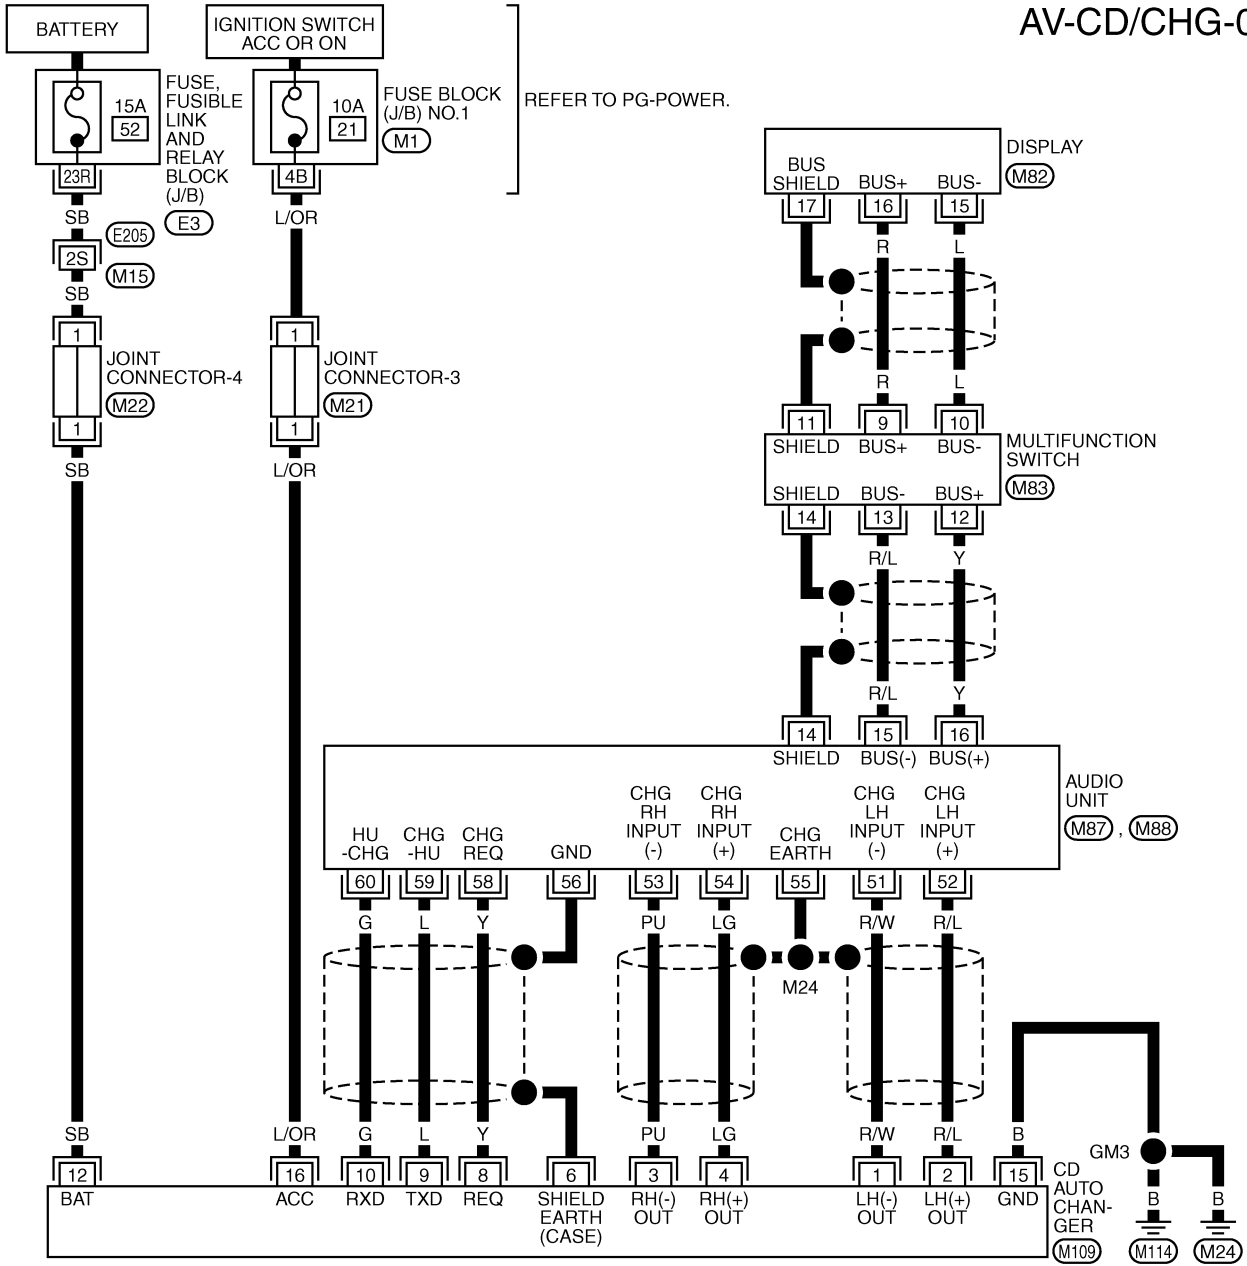 AV-CD/CHG-0
BATTERY
IGNITION SWITCH
ACC OR ON
15A
52
FUSE,
FUSIBLE
LINK
AND
RELAY
BLOCK
(J/B)
E3
10A
21
FUSE BLOCK
(J/B) NO.1
M1
REFER TO PG-POWER.
23R
4B
SB
L/OR
E205
2S
M15
SB
1
JOINT
CONNECTOR-4
M22
1
SB
1
JOINT
CONNECTOR-3
M21
1
L/OR
DISPLAY
M82
BUS
SHIELD
BUS+
BUS-
17
16
15
R
L
R
L
11
9
10
SHIELD
BUS+
BUS-
MULTIFUNCTION
SWITCH
M83
SHIELD
BUS-
BUS+
14
13
12
R/L
Y
R/L
Y
14
15
16
SHIELD
BUS(-)
BUS(+)
AUDIO
UNIT
M87 , M88
HU
-CHG
CHG
-HU
CHG
REQ
GND
CHG
RH
INPUT
(-)
CHG
RH
INPUT
(+)
CHG
EARTH
CHG
LH
INPUT
(-)
CHG
LH
INPUT
(+)
60
59
58
56
53
54
55
51
52
G
L
Y
PU
LG
R/W
R/L
M24
SB
L/OR
G
L
Y
PU
LG
R/W
R/L
B
GM3
12
16
10
9
8
6
3
4
1
2
15
BAT
ACC
RXD
TXD
REQ
SHIELD
EARTH
(CASE)
RH(-)
OUT
RH(+)
OUT
LH(-)
OUT
LH(+)
OUT
GND
CD
AUTO
CHAN-
GER
M109
B
B
M114
M24